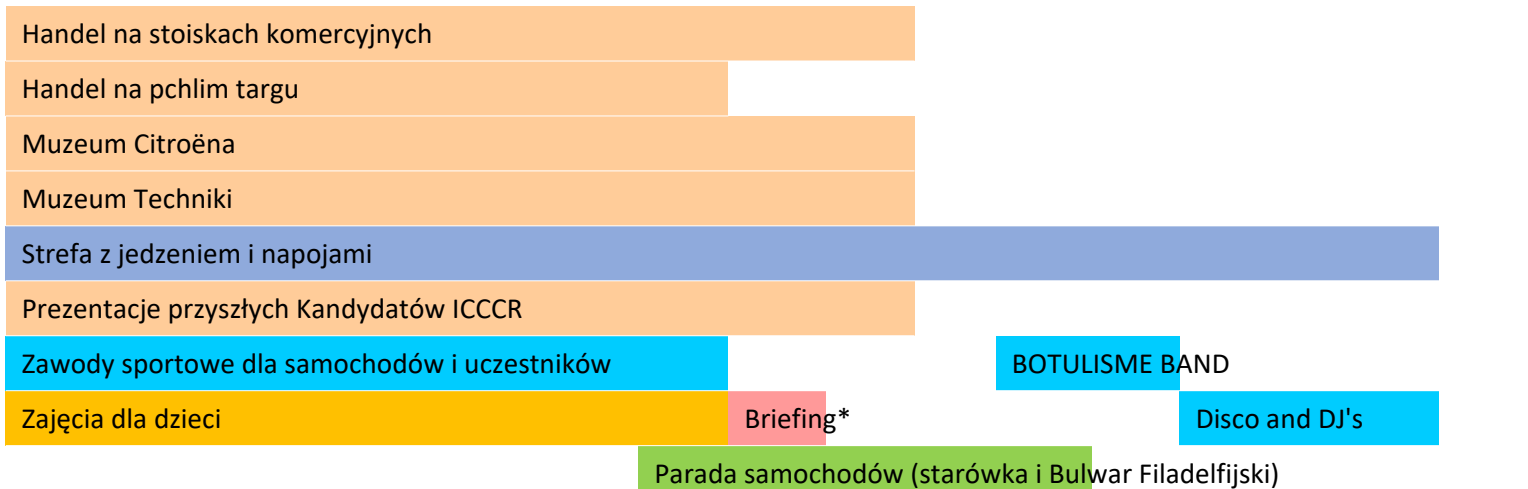 Handel na stoiskach komercyjnych
Handel na pchlim targu
Muzeum Citroëna
Muzeum Techniki
Strefa z jedzeniem i napojami
Prezentacje przyszłych Kandydatów ICCCR
Zawody sportowe dla samochodów i uczestników BOTULISME BAND
Zajęcia dla dzieci Briefing* Disco and DJ's
Parada samochodów (starówka i Bulwar Filadelfijski)